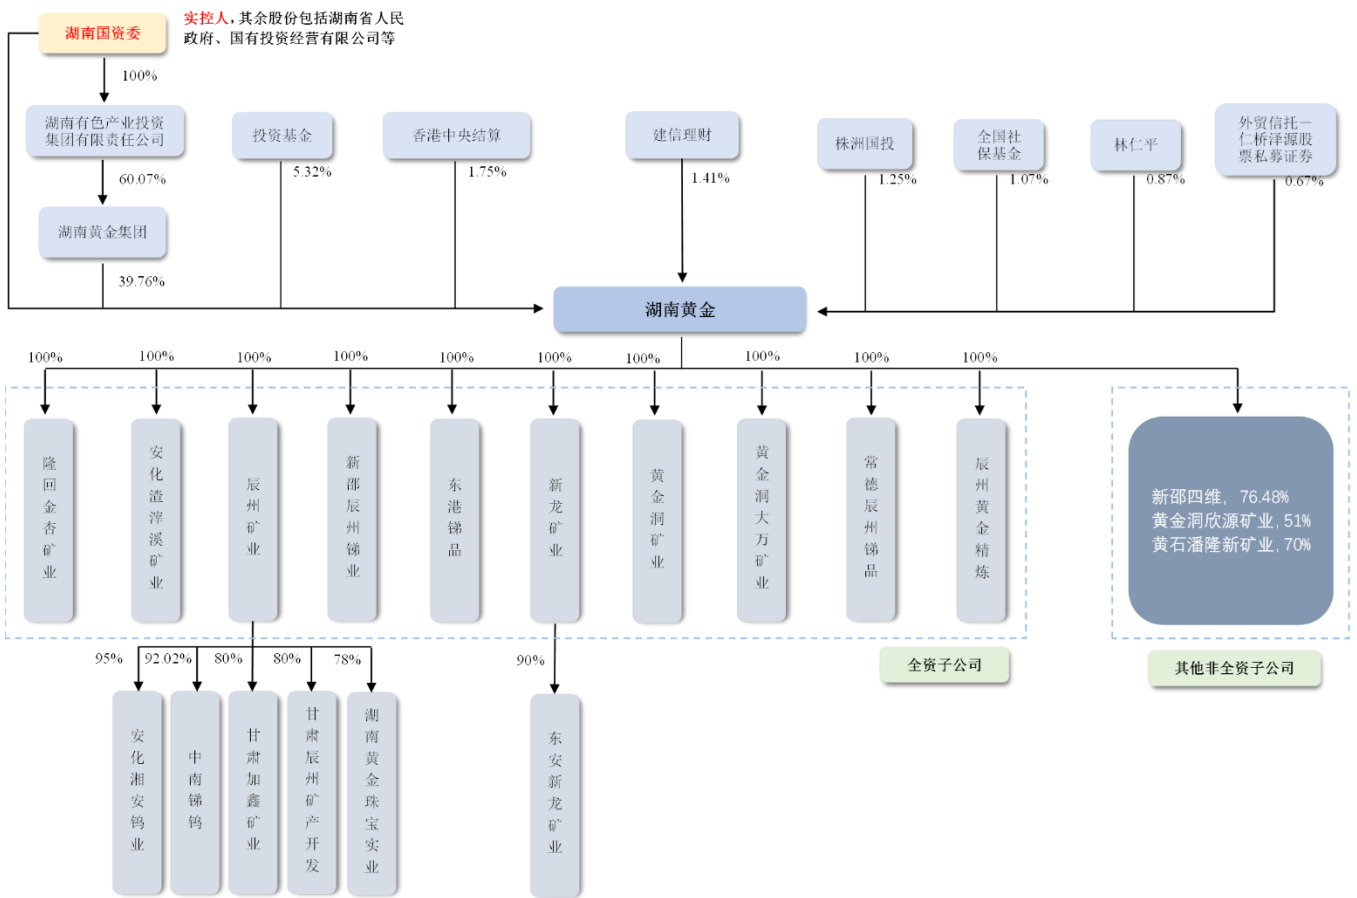 湖南国资委
实控人,其余股份包括湖南省人民
政府、国有投资经营有限公司等
100%
湖南有色产业投资
集团有限责任公司
投资基金
香港中央结算
建信理财
株洲国投
全国社
保基金
林仁平
外贸信托—
仁桥泽源股
票私募证券
60.07%
5.32%
1.75%
1.41%
1.25%
1.07%
0.87%
0.67%
湖南黄金集团
39.76%
湖南黄金
100%
100%
100%
100%
100%
100%
100%
100%
100%
100%
隆回金杏矿业
安化渣滓溪矿业
辰州矿业
新邵辰州锑业
东港锑品
新龙矿业
黄金洞矿业
黄金洞大万矿业
常德辰州锑品
辰州黄金精炼
新邵四维，76.48%
黄金洞欣源矿业, 51%
黄石潘隆新矿业, 70%
全资子公司
其他非全资子公司
95%
92.02%
80%
80%
78%
90%
安化湘安钨业
中南锑钨
甘肃加鑫矿业
甘肃辰州矿产开发
湖南黄金珠宝实业
东安新龙矿业